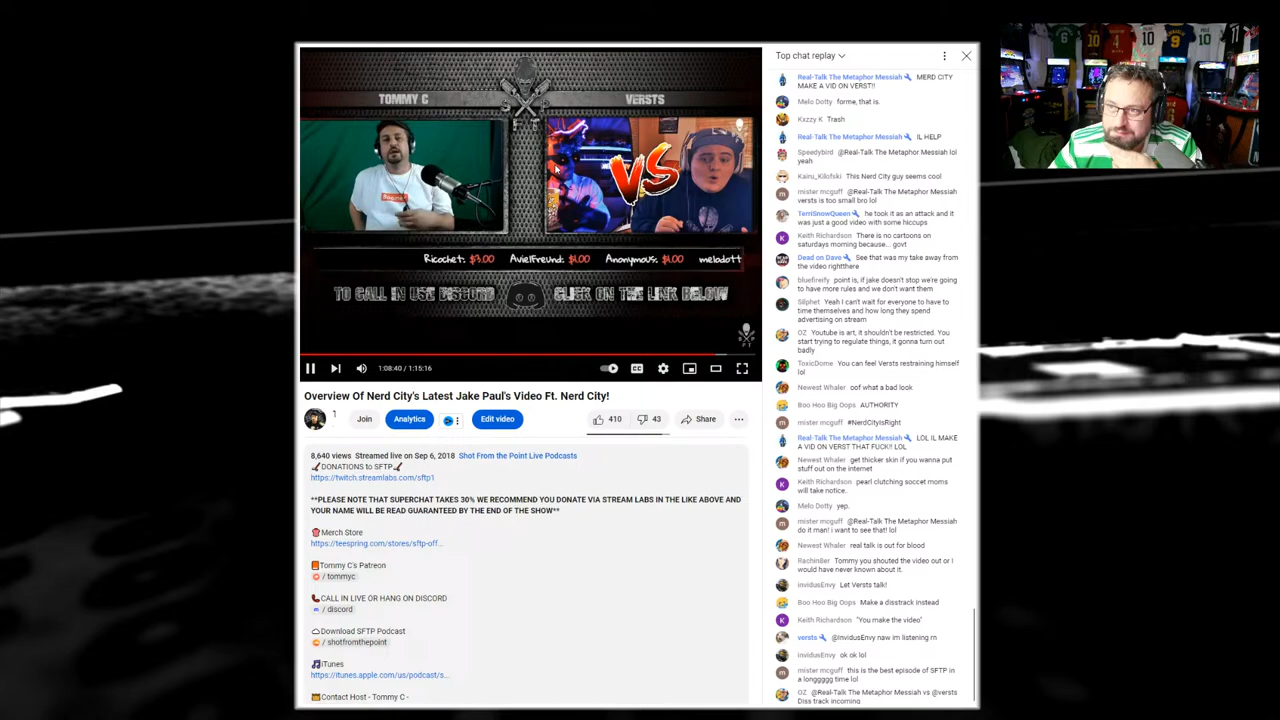 TOMMY C
VERSTS
VS
Ricochet: $3.00 AvielFreund: $4.00 Anonymous: $4.00 melodott
TO CALL IN USE DISCORD CLICK ON THE LINK BELOW
1:08:40 / 1:15:16
Overview Of Nerd City's Latest Jake Paul's Video Ft. Nerd City!
Join
Analytics
Edit video
410
43
Share
8,640 views Streamed live on Sep 6, 2018 Shot From the Point Live Podcasts
DONATIONS to SFTP
https://twitch.streamlabs.com/sftp1
**PLEASE NOTE THAT SUPERCHAT TAKES 30% WE RECOMMEND YOU DONATE VIA STREAM LABS IN THE LIKE ABOVE AND
YOUR NAME WILL BE READ GUARANTEED BY THE END OF THE SHOW**
Merch Store
https://teespring.com/stores/sftp-off...
Tommy C's Patreon
/ tommyc
CALL IN LIVE OR HANG ON DISCORD
/ discord
Download SFTP Podcast
/ shotfromthepoint
iTunes
https://itunes.apple.com/us/podcast/s...
Contact Host - Tommy C -
Top chat replay
Real-Talk The Metaphor Messiah MERD CITY
MAKE A VID ON VERST!!
Melo Dotty forme, that is.
Kxzzy K Trash
Real-Talk The Metaphor Messiah IL HELP
Speedybird @Real-Talk The Metaphor Messiah lol
yeah
Kairu_Kilofski This Nerd City guy seems cool
mister mcguff @Real-Talk The Metaphor Messiah
versts is too small bro lol
TerriSnowQueen he took it as an attack and it
was just a good video with some hiccups
Keith Richardson There is no cartoons on
saturdays morning because... govt
Dead on Dave See that was my take away from
the video rightthere
bluefireify point is, if jake doesn't stop we're going
to have more rules and we don't want them
Silphet Yeah I can't wait for everyone to have to
time themselves and how long they spend
advertising on stream
OZ Youtube is art, it shouldn't be restricted. You
start trying to regulate things, it gonna turn out
badly
ToxicDome You can feel Versts restraining himself
lol
Newest Whaler oof what a bad look
Boo Hoo Big Oops AUTHORITY
mister mcguff #NerdCityIsRight
Real-Talk The Metaphor Messiah LOL IL MAKE
A VID ON VERST THAT FUCK!! LOL
Newest Whaler get thicker skin if you wanna put
stuff out on the internet
Keith Richardson pearl clutching soccet moms
will take notice..
Melo Dotty yep.
mister mcguff @Real-Talk The Metaphor Messiah
do it man! i want to see that! lol
Newest Whaler real talk is out for blood
Rachin8er Tommy you shouted the video out or I
would have never known about it.
invidusEnvy Let Versts talk!
Boo Hoo Big Oops Make a disstrack instead
Keith Richardson "You make the video"
versts @InvidusEnvy naw im listening rn
invidusEnvy ok ok lol
mister mcguff this is the best episode of SFTP in
a longgggg time lol
OZ @Real-Talk The Metaphor Messiah vs @versts
Diss track incoming